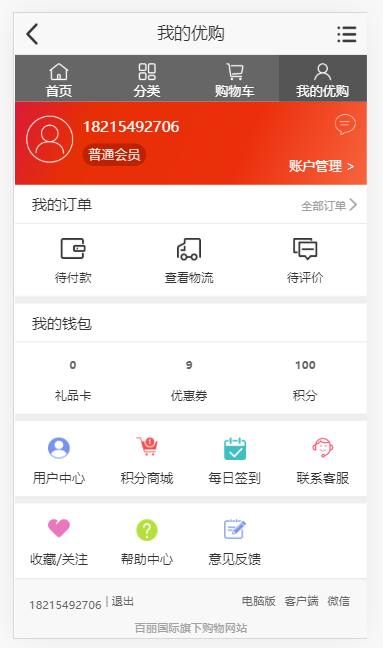 我的优购
首页 分类 购物车 我的优购
18215492706
普通会员
账户管理 >
我的订单 全部订单
待付款 查看物流 待评价
我的钱包
0 9 100
礼品卡 优惠券 积分
用户中心 积分商城 每日签到 联系客服
收藏/关注 帮助中心 意见反馈
18215492706 | 退出 电脑版 客户端 微信
百丽国际旗下购物网站